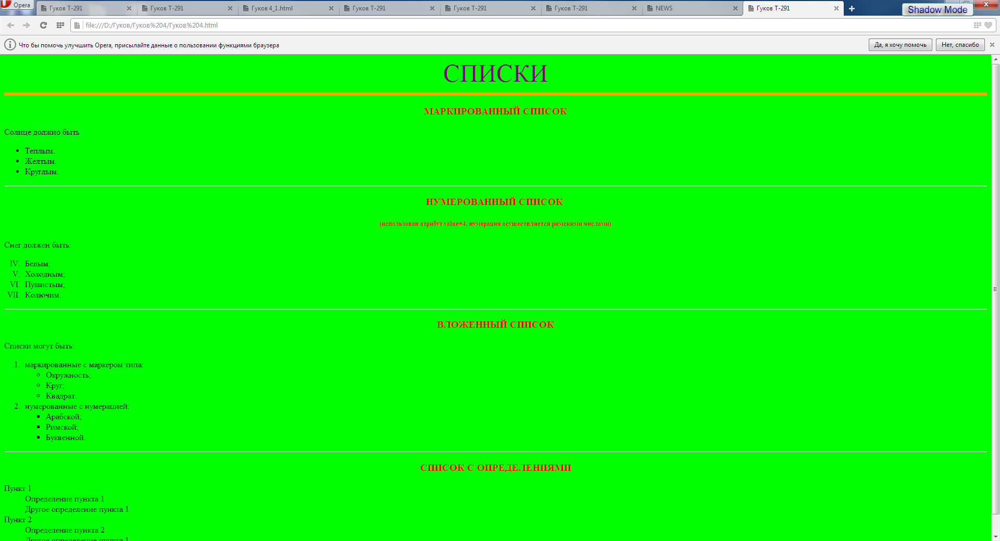 Opera
Гуков Т-291
Гуков Т-291
Гуков 4_1.html
Гуков Т-291
Гуков Т-291
Гуков Т-291
NEWS
Гуков Т-291
Shadow Mode
file:///D:/Гуков/Гуков%204/Гуков%204.html
Что бы помочь улучшить Opera, присылайте данные о пользовании функциями браузера
Да, я хочу помочь
Нет, спасибо
СПИСКИ
МАРКИРОВАННЫЙ СПИСОК
Солнце должно быть
• Теплым.
• Желтым.
• Круглым.
НУМЕРОВАННЫЙ СПИСОК
(использован атрибут value=4, нумерация осуществляется римскими числами)
Снег должен быть:
IV. Белым;
V. Холодным;
VI. Пушистым;
VII. Колючим.
ВЛОЖЕННЫЙ СПИСОК
Списки могут быть:
1. маркированные с маркером типа:
◦ Окружность;
◦ Круг;
◦ Квадрат.
2. нумерованные с нумерацией:
▪ Арабской;
▪ Римской;
▪ Буквенной.
СПИСОК С ОПРЕДЕЛЕНИЯМИ
Пункт 1
Определение пункта 1
Другое определение пункта 1
Пункт 2
Определение пункта 2
Другое определение пункта 1